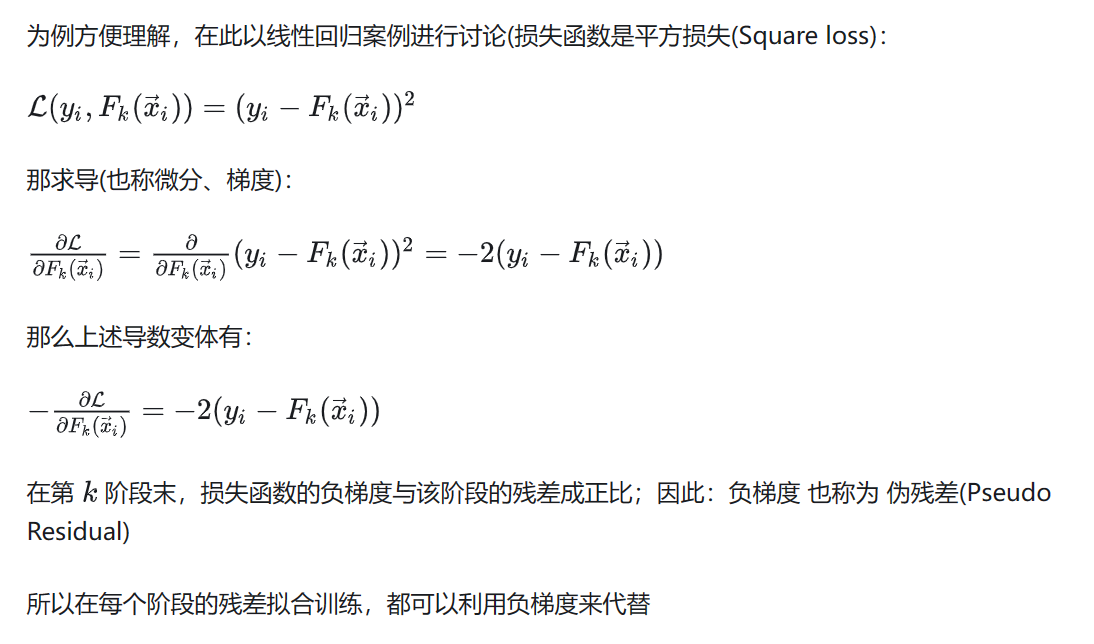 为例方便理解，在此以线性回归案例进行讨论(损失函数是平方损失(Square loss)：
$\mathcal{L}(y_i, F_k(\vec{x}_i)) = (y_i - F_k(\vec{x}_i))^2$
那求导(也称微分、梯度)：
$\frac{\partial \mathcal{L}}{\partial F_k(\vec{x}_i)} = \frac{\partial}{\partial F_k(\vec{x}_i)}(y_i - F_k(\vec{x}_i))^2 = -2(y_i - F_k(\vec{x}_i))$
那么上述导数变体有：
$-\frac{\partial \mathcal{L}}{\partial F_k(\vec{x}_i)} = -2(y_i - F_k(\vec{x}_i))$
在第 $k$ 阶段末，损失函数的负梯度与该阶段的残差成正比；因此：负梯度 也称为 伪残差(Pseudo
Residual)
所以在每个阶段的残差拟合训练，都可以利用负梯度来代替